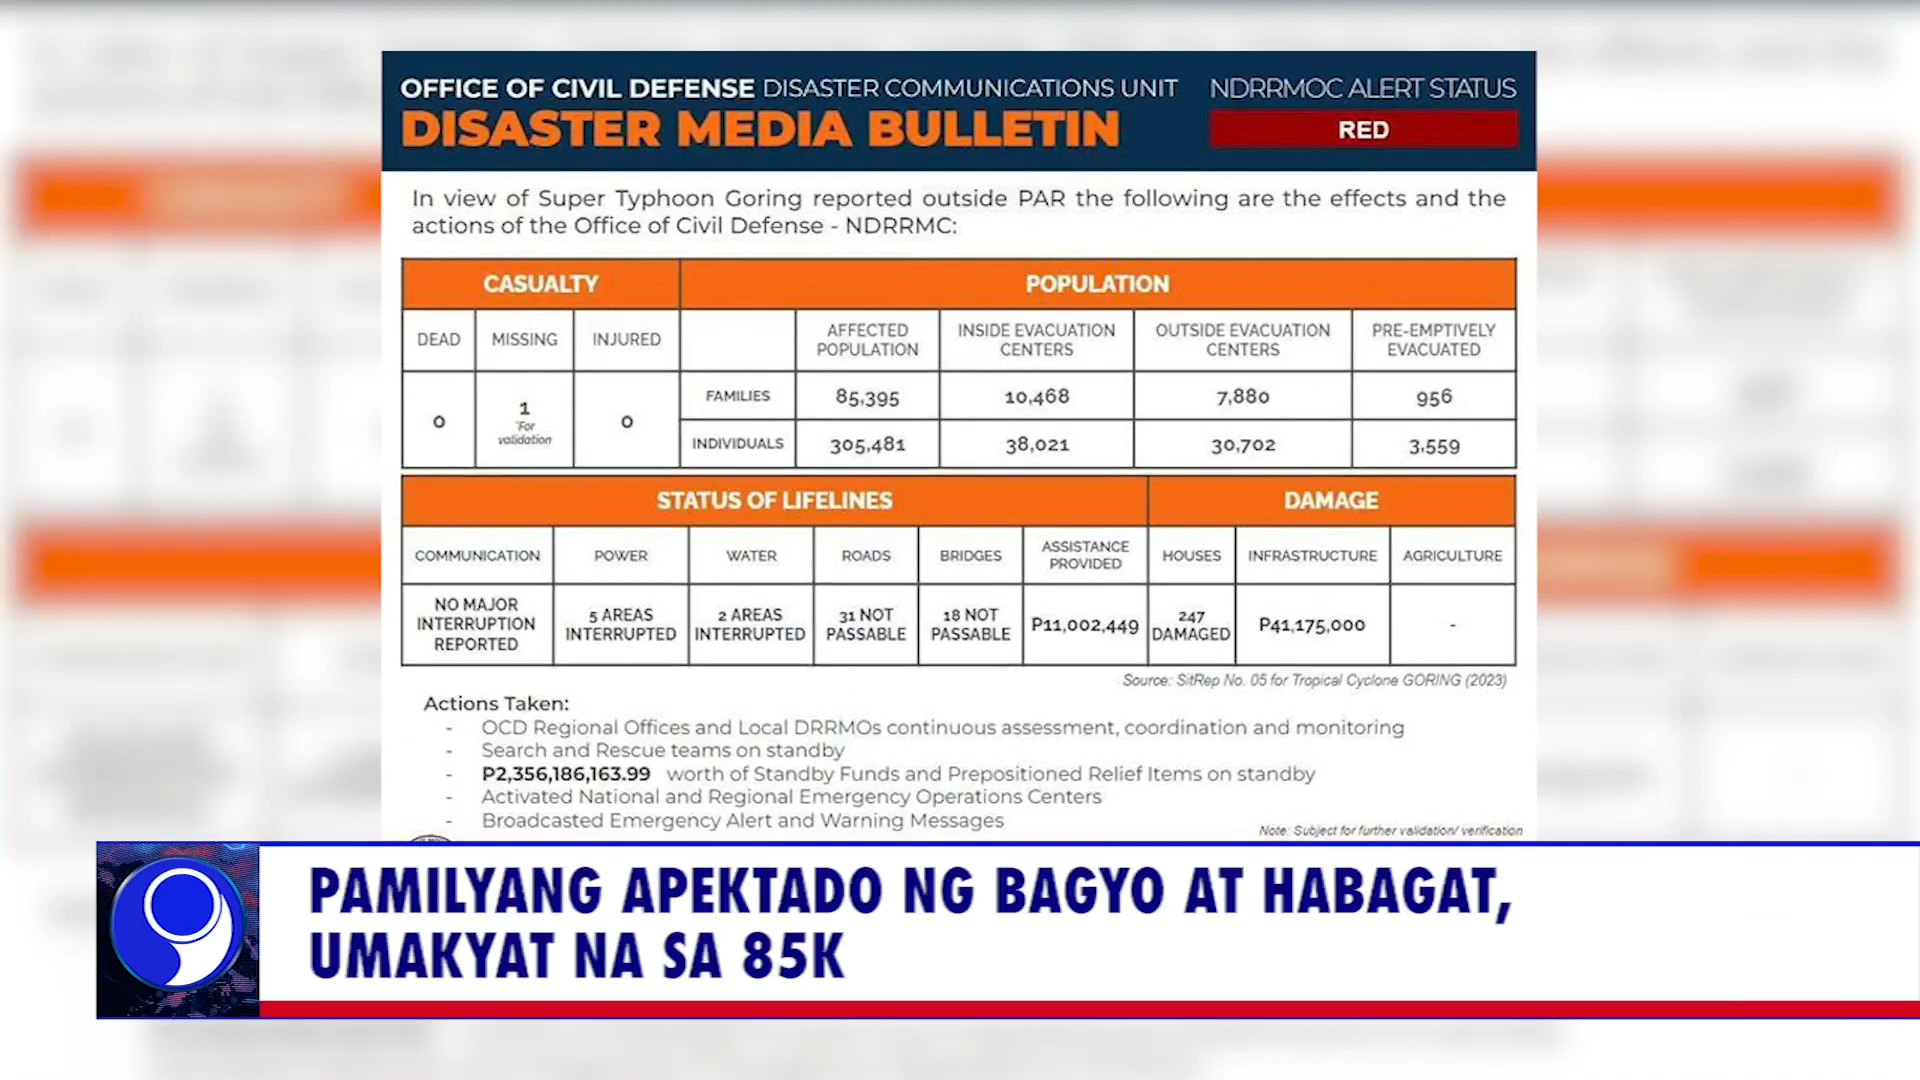 OFFICE OF CIVIL DEFENSE DISASTER COMMUNICATIONS UNIT
DISASTER MEDIA BULLETIN
NDRRMOC ALERT STATUS
RED
In view of Super Typhoon Goring reported outside PAR the following are the effects and the
actions of the Office of Civil Defense - NDRRMC:
CASUALTY POPULATION
DEAD MISSING INJURED AFFECTED POPULATION INSIDE EVACUATION CENTERS OUTSIDE EVACUATION CENTERS PRE-EMPTIVELY EVACUATED
0 1 *For validation 0
FAMILIES 85,395 10,468 7,880 956
INDIVIDUALS 305,481 38,021 30,702 3,559
STATUS OF LIFELINES DAMAGE
COMMUNICATION POWER WATER ROADS BRIDGES ASSISTANCE PROVIDED HOUSES INFRASTRUCTURE AGRICULTURE
NO MAJOR INTERRUPTION REPORTED 5 AREAS INTERRUPTED 2 AREAS INTERRUPTED 31 NOT PASSABLE 18 NOT PASSABLE P11,002,449 247 DAMAGED P41,175,000 -
Source: SitRep No. 05 for Tropical Cyclone GORING (2023)
Actions Taken:
- OCD Regional Offices and Local DRRMOs continuous assessment, coordination and monitoring
- Search and Rescue teams on standby
- P2,356,186,163.99 worth of Standby Funds and Prepositioned Relief Items on standby
- Activated National and Regional Emergency Operations Centers
- Broadcasted Emergency Alert and Warning Messages
Note: Subject for further validation/ verification
PAMILYANG APEKTADO NG BAGYO AT HABAGAT,
UMAKYAT NA SA 85K